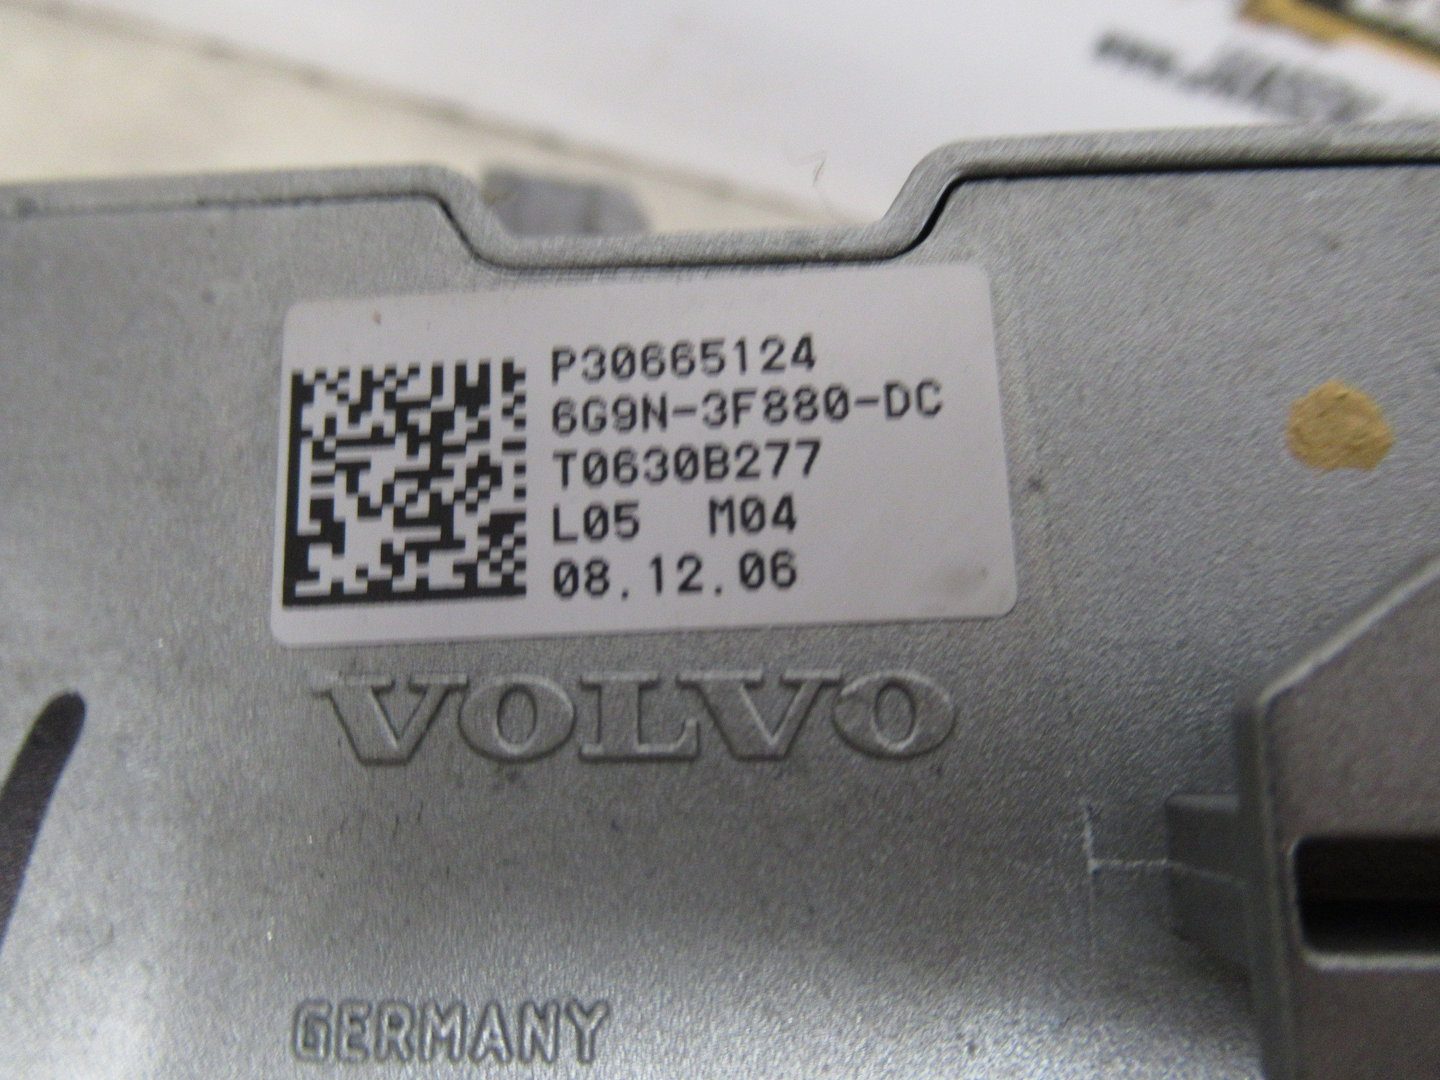 P30665124
6G9N-3F880-DC
T0630B277
L05 M04
08.12.06
VOLVO
GERMANY